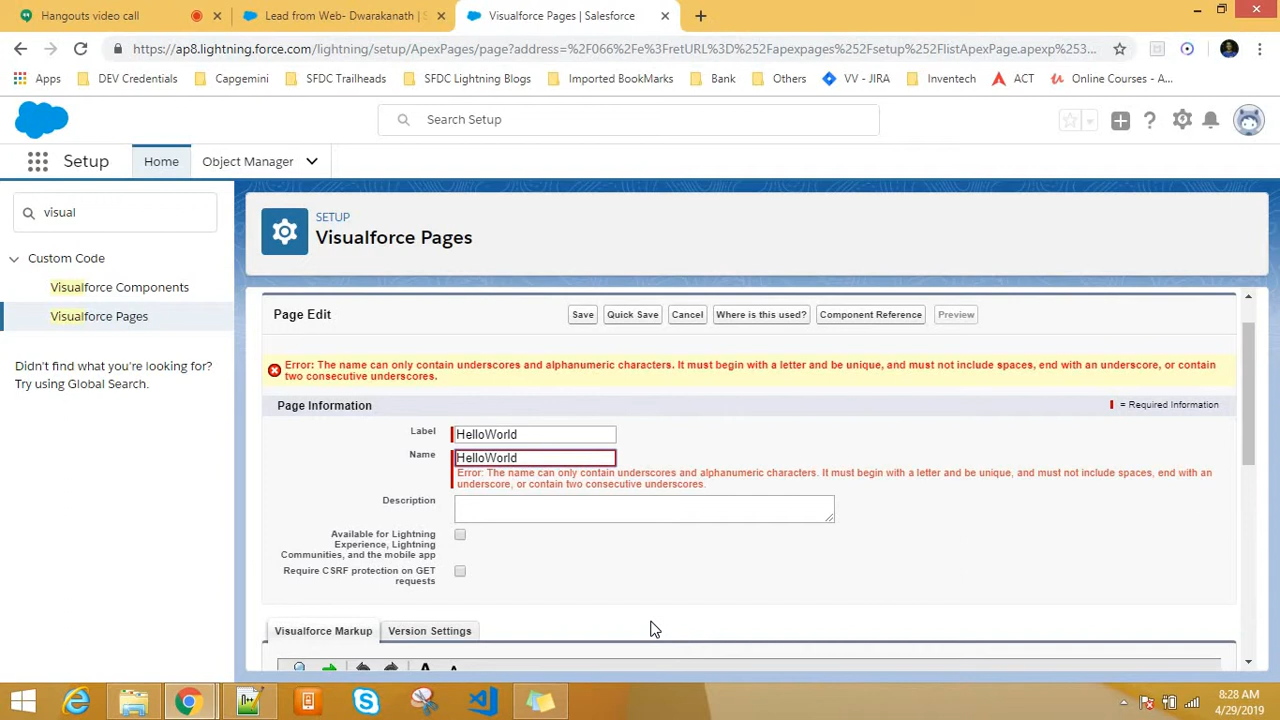 Hangouts video call
Lead from Web- Dwarakanath | S
Visualforce Pages | Salesforce
https://ap8.lightning.force.com/lightning/setup/ApexPages/page?address=%2F066%2Fe%3FretURL%3D%252Fapexpages%252Fsetup%252FlistApexPage.apexp%253...
Apps DEV Credentials Capgemini SFDC Trailheads SFDC Lightning Blogs Imported BookMarks Bank Others VV - JIRA Inventech ACT Online Courses - A...
Search Setup
Setup Home Object Manager
visual
SETUP
Visualforce Pages
Custom Code
Visualforce Components
Visualforce Pages
Didn't find what you're looking for?
Try using Global Search.
Page Edit Save Quick Save Cancel Where is this used? Component Reference Preview
Error: The name can only contain underscores and alphanumeric characters. It must begin with a letter and be unique, and must not include spaces, end with an underscore, or contain
two consecutive underscores.
Page Information = Required Information
Label HelloWorld
Name HelloWorld
Error: The name can only contain underscores and alphanumeric characters. It must begin with a letter and be unique, and must not include spaces, end with an
underscore, or contain two consecutive underscores.
Description
Available for Lightning
Experience, Lightning
Communities, and the mobile app
Require CSRF protection on GET
requests
Visualforce Markup Version Settings
8:28 AM
4/29/2019